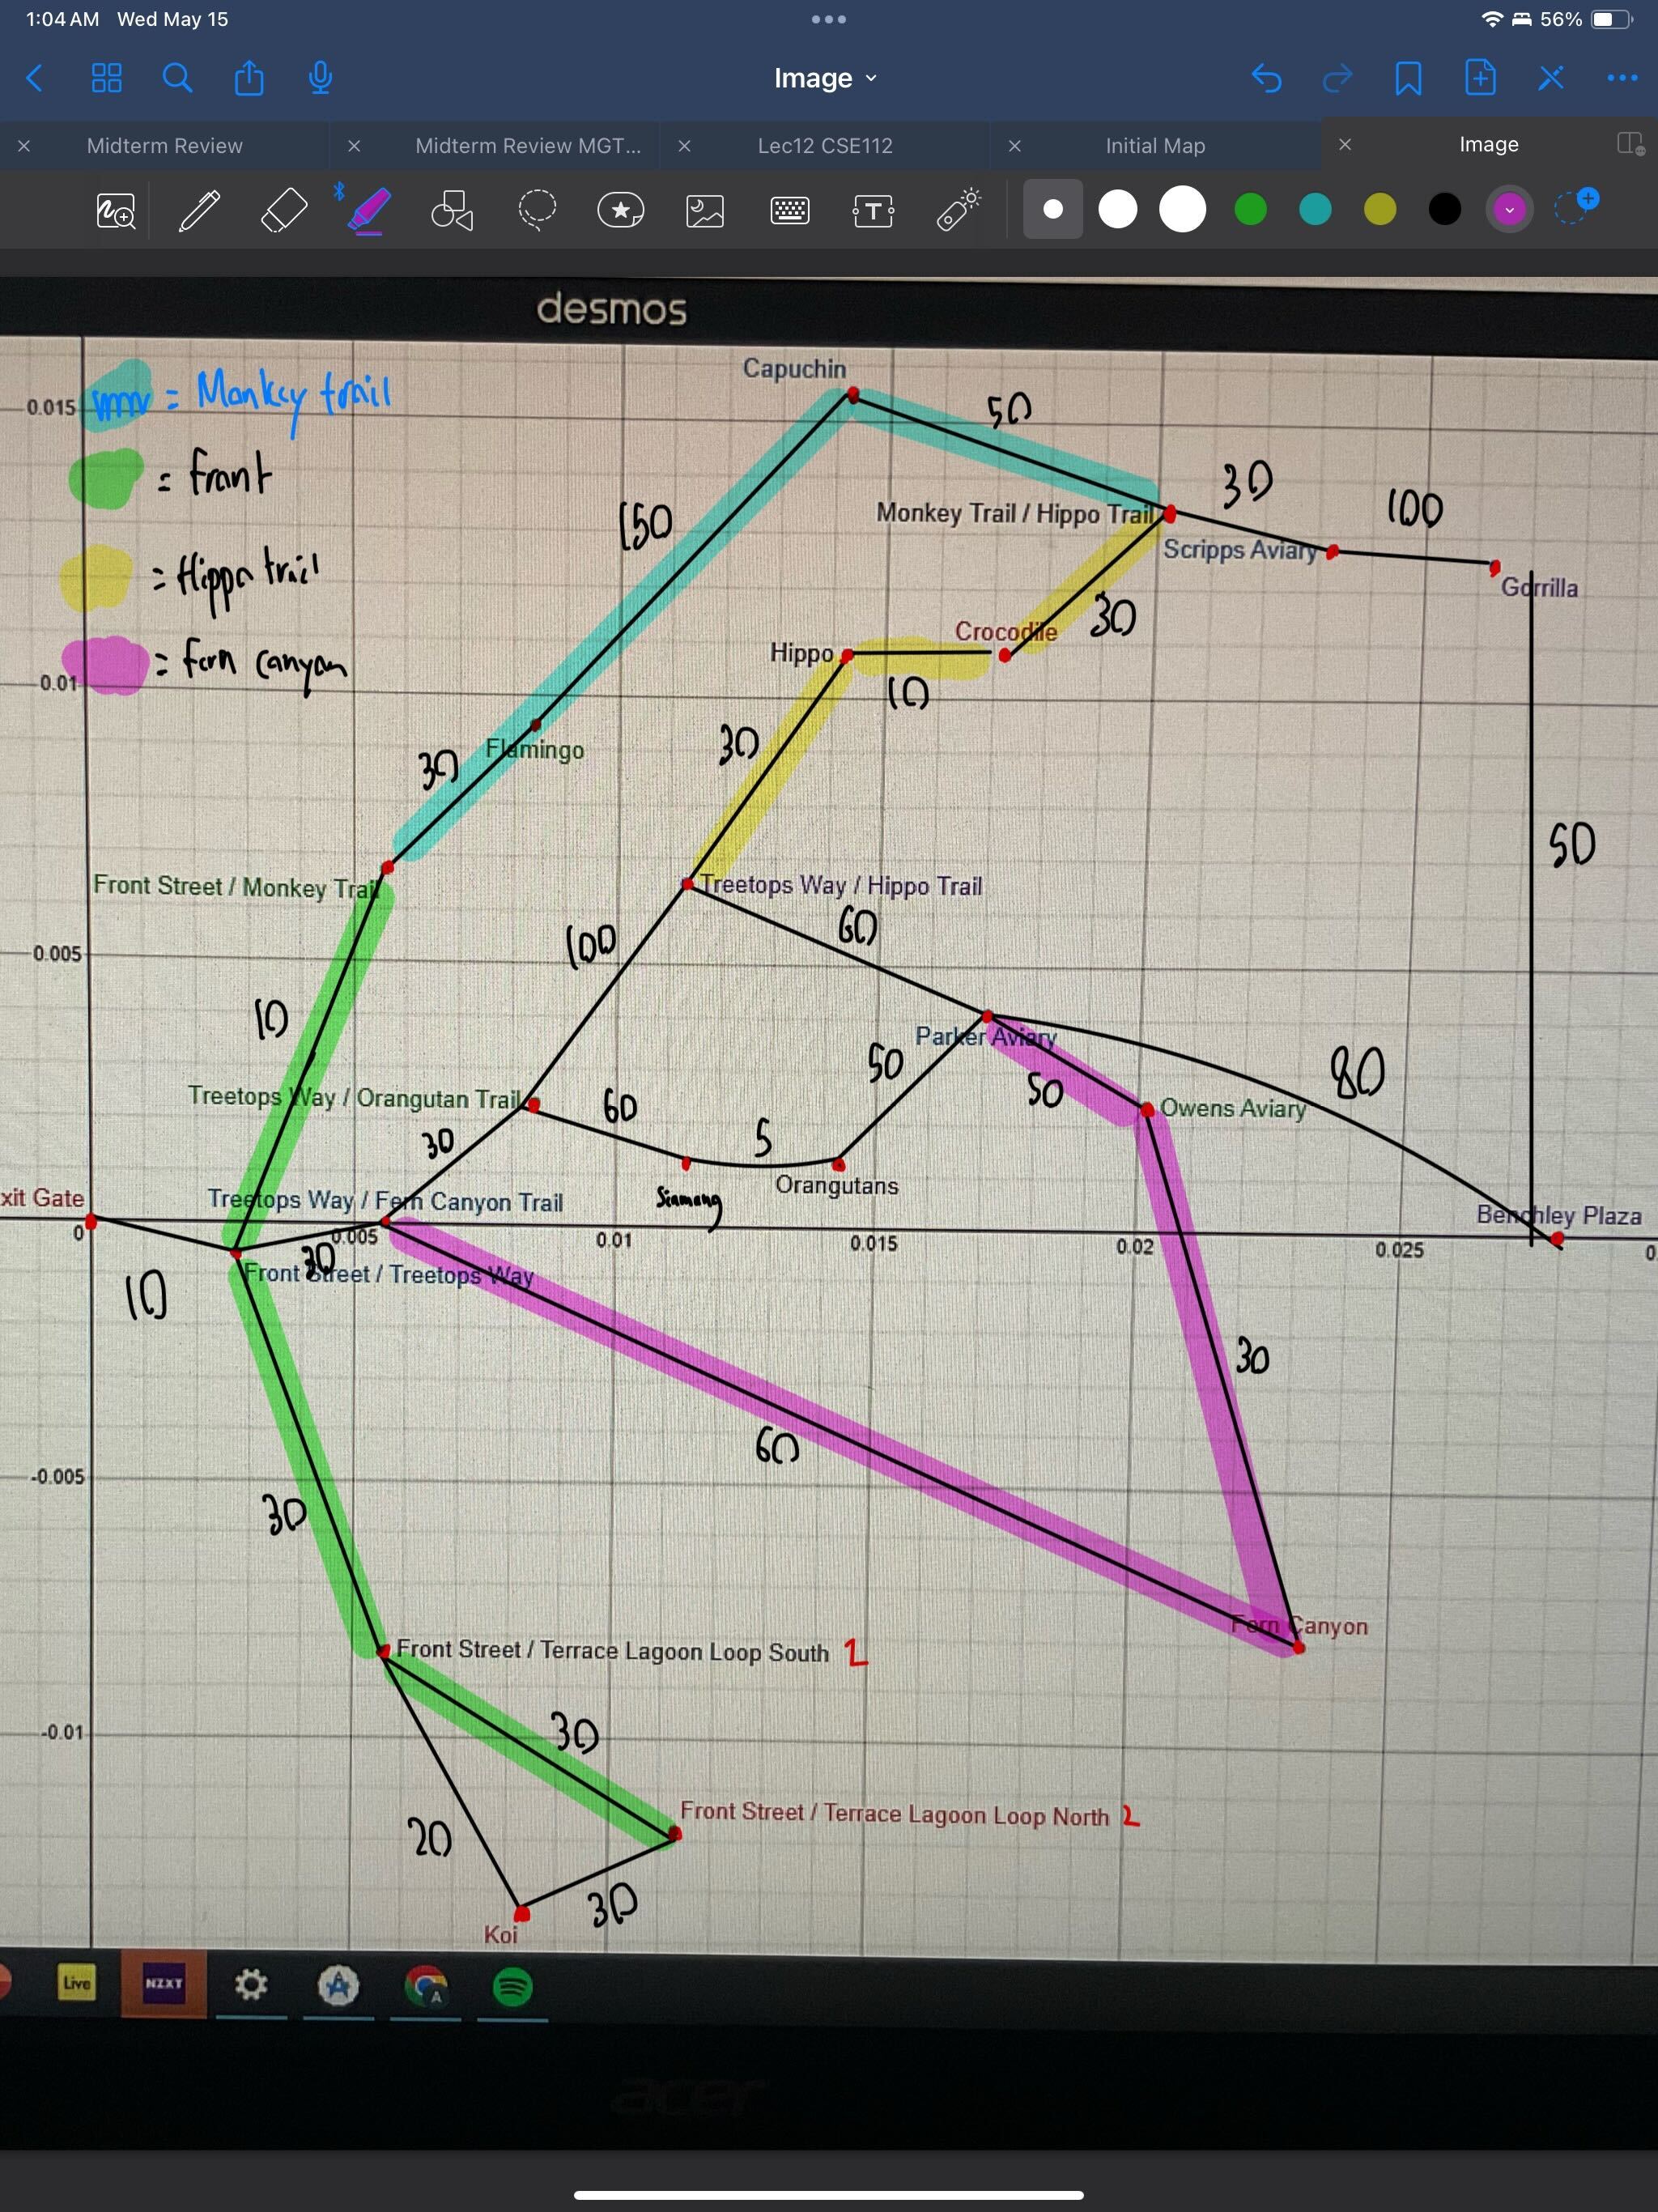 1:04 AM Wed May 15
56%
Image
Midterm Review
Midterm Review MGT...
Lec12 CSE112
Initial Map
Image
desmos
Capuchin
= Monkey trail
0.015
50
= front
30
100
Monkey Trail / Hippo Trail
150
Scripps Aviary
= Hippo trail
Gorrilla
30
Crocodile
Hippo
= fern canyon
0.01
10
30
Flamingo
30
50
Front Street / Monkey Trail
Treetops Way / Hippo Trail
60
100
0.005
10
Parker Aviary
50
80
50
Treetops Way / Orangutan Trail
60
Owens Aviary
5
30
Orangutans
xit Gate
Treetops Way / Fern Canyon Trail
Siamang
Benchley Plaza
0
0.005
0.01
0.015
0.02
0.025
0.
30
Front Street / Treetops Way
10
30
60
-0.005
30
Fern Canyon
Front Street / Terrace Lagoon Loop South 1
-0.01
30
Front Street / Terrace Lagoon Loop North 2
20
30
Koi
Live
NZXT
A
acer